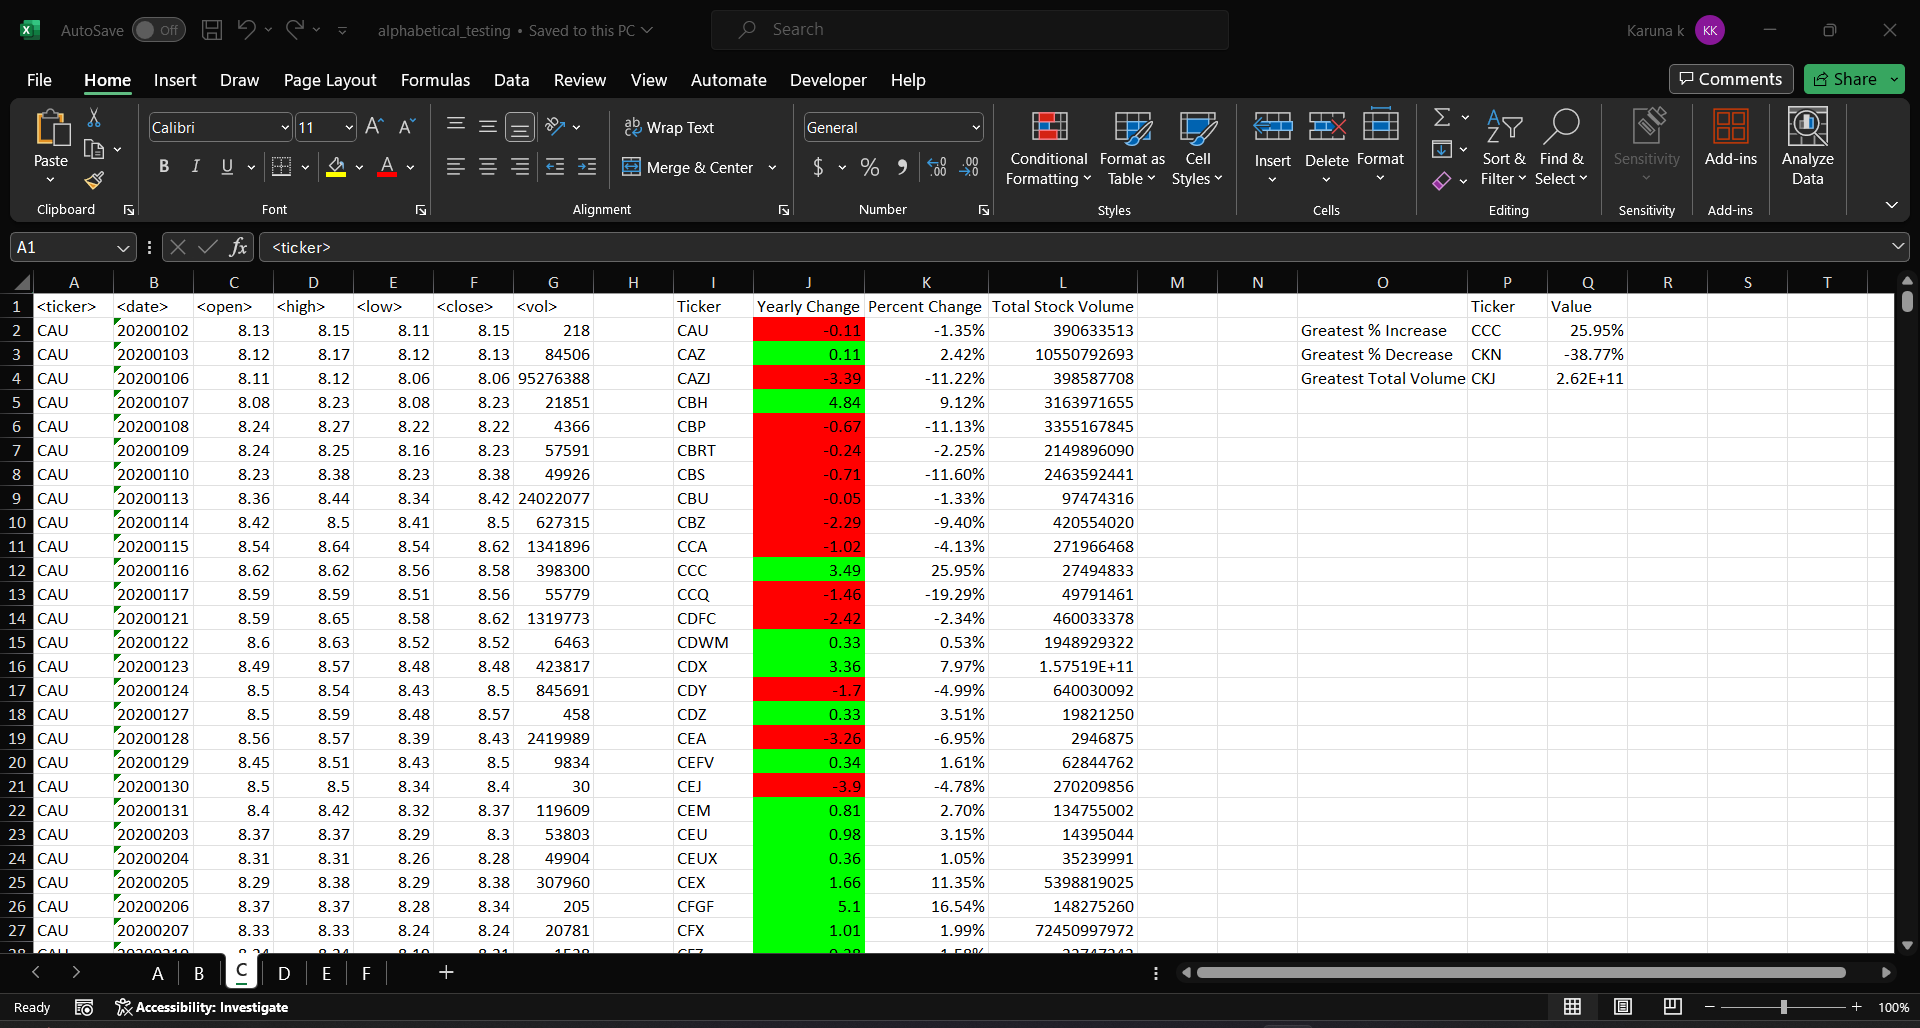 AutoSave Off alphabetical_testing • Saved to this PC Search Karuna k KK
File Home Insert Draw Page Layout Formulas Data Review View Automate Developer Help Comments Share
Paste Calibri 11 Wrap Text General Conditional Formatting Format as Table Cell Styles Insert Delete Format Sort & Filter Find & Select Sensitivity Add-ins Analyze Data
B I U A Merge & Center $ % 9
Clipboard Font Alignment Number Styles Cells Editing Sensitivity Add-ins
A1 fx <ticker>
A B C D E F G H I J K L M N O P Q R S T
1 <ticker> <date> <open> <high> <low> <close> <vol> Ticker Yearly Change Percent Change Total Stock Volume Ticker Value
2 CAU 20200102 8.13 8.15 8.11 8.15 218 CAU -0.11 -1.35% 390633513 Greatest % Increase CCC 25.95%
3 CAU 20200103 8.12 8.17 8.12 8.13 84506 CAZ 0.11 2.42% 10550792693 Greatest % Decrease CKN -38.77%
4 CAU 20200106 8.11 8.12 8.06 8.06 95276388 CAZJ -3.39 -11.22% 398587708 Greatest Total Volume CKJ 2.62E+11
5 CAU 20200107 8.08 8.23 8.08 8.23 21851 CBH 4.84 9.12% 3163971655
6 CAU 20200108 8.24 8.27 8.22 8.22 4366 CBP -0.67 -11.13% 3355167845
7 CAU 20200109 8.24 8.25 8.16 8.23 57591 CBRT -0.24 -2.25% 2149896090
8 CAU 20200110 8.23 8.38 8.23 8.38 49926 CBS -0.71 -11.60% 2463592441
9 CAU 20200113 8.36 8.44 8.34 8.42 24022077 CBU -0.05 -1.33% 97474316
10 CAU 20200114 8.42 8.5 8.41 8.5 627315 CBZ -2.29 -9.40% 420554020
11 CAU 20200115 8.54 8.64 8.54 8.62 1341896 CCA -1.02 -4.13% 271966468
12 CAU 20200116 8.62 8.62 8.56 8.58 398300 CCC 3.49 25.95% 27494833
13 CAU 20200117 8.59 8.59 8.51 8.56 55779 CCQ -1.46 -19.29% 49791461
14 CAU 20200121 8.59 8.65 8.58 8.62 1319773 CDFC -2.42 -2.34% 460033378
15 CAU 20200122 8.6 8.63 8.52 8.52 6463 CDWM 0.33 0.53% 1948929322
16 CAU 20200123 8.49 8.57 8.48 8.48 423817 CDX 3.36 7.97% 1.57519E+11
17 CAU 20200124 8.5 8.54 8.43 8.5 845691 CDY -1.7 -4.99% 640030092
18 CAU 20200127 8.5 8.59 8.48 8.57 458 CDZ 0.33 3.51% 19821250
19 CAU 20200128 8.56 8.57 8.39 8.43 2419989 CEA -3.26 -6.95% 2946875
20 CAU 20200129 8.45 8.51 8.43 8.5 9834 CEFV 0.34 1.61% 62844762
21 CAU 20200130 8.5 8.5 8.34 8.4 30 CEJ -3.9 -4.78% 270209856
22 CAU 20200131 8.4 8.42 8.32 8.37 119609 CEM 0.81 2.70% 134755002
23 CAU 20200203 8.37 8.37 8.29 8.3 53803 CEU 0.98 3.15% 14395044
24 CAU 20200204 8.31 8.31 8.26 8.28 49904 CEUX 0.36 1.05% 35239991
25 CAU 20200205 8.29 8.38 8.29 8.38 307960 CEX 1.66 11.35% 5398819025
26 CAU 20200206 8.37 8.37 8.28 8.34 205 CFGF 5.1 16.54% 148275260
27 CAU 20200207 8.33 8.33 8.24 8.24 20781 CFX 1.01 1.99% 72450997972
A B C D E F +
Ready Accessibility: Investigate 100%